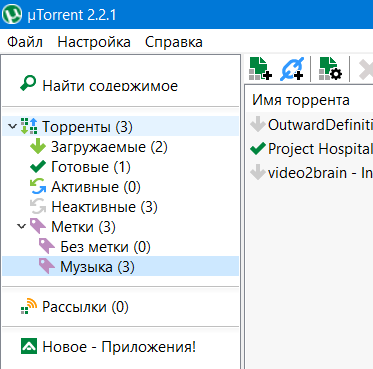 µTorrent 2.2.1
Файл Настройка Справка
Найти содержимое
Торренты (3)
Загружаемые (2)
Готовые (1)
Активные (0)
Неактивные (3)
Метки (3)
Без метки (0)
Музыка (3)
Рассылки (0)
Новое - Приложения!
Имя торрента
OutwardDefiniti
Project Hospital
video2brain - In